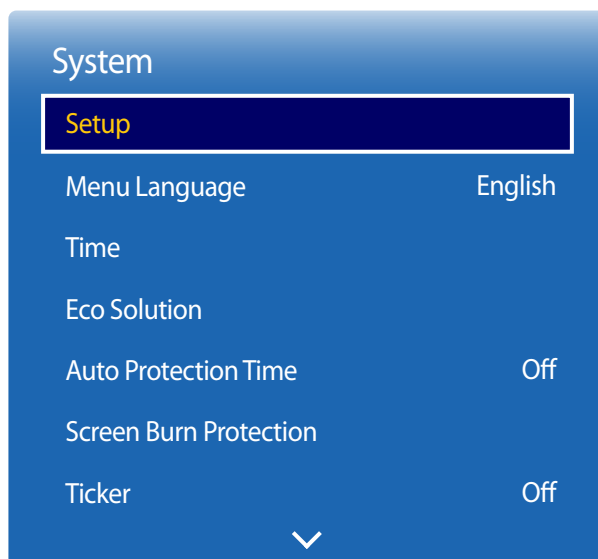 System
Setup
Menu Language English
Time
Eco Solution
Auto Protection Time Off
Screen Burn Protection
Ticker Off